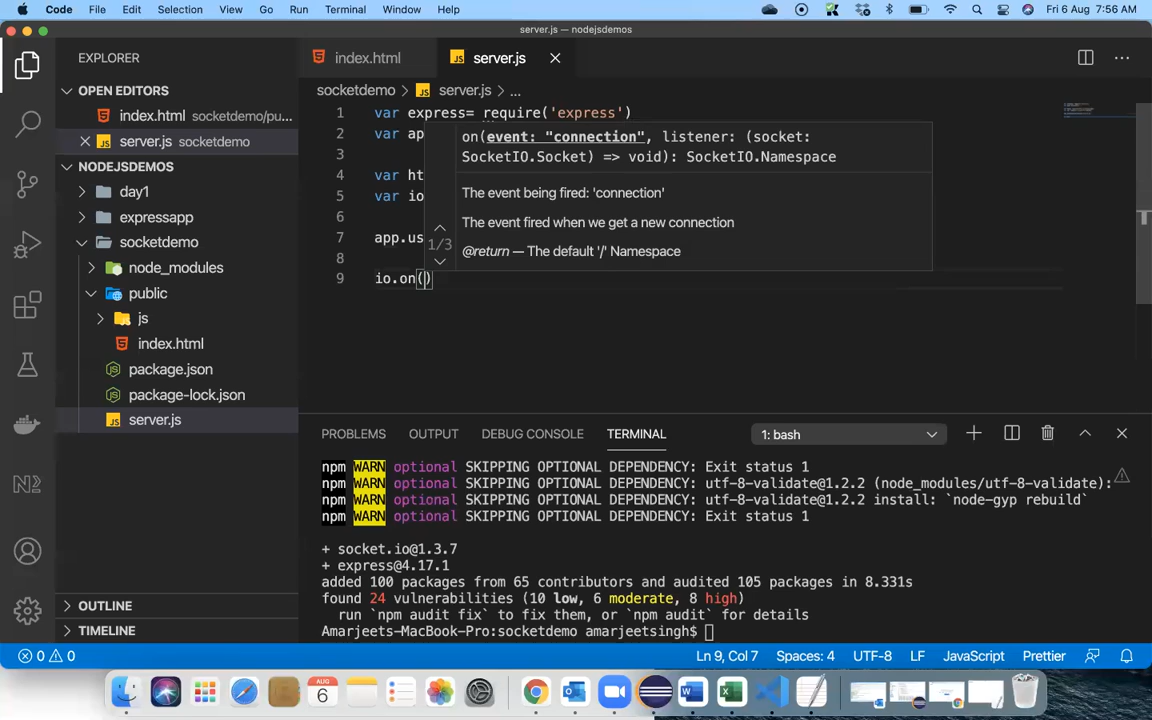 Code File Edit Selection View Go Run Terminal Window Help Fri 6 Aug 7:56 AM
server.js — nodejsdemos
EXPLORER
index.html server.js
OPEN EDITORS
index.html socketdemo/pu...
server.js socketdemo
NODEJSDEMOS
day1
expressapp
socketdemo
node_modules
public
js
index.html
package.json
package-lock.json
server.js
OUTLINE
TIMELINE
socketdemo server.js ...
1 var express= require('express')
2 var ap
3
4 var ht
5 var io
6
7 app.us
8
9 io.on()
on(event: "connection", listener: (socket:
SocketIO.Socket) => void): SocketIO.Namespace
The event being fired: 'connection'
The event fired when we get a new connection
1/3
@return — The default '/' Namespace
PROBLEMS OUTPUT DEBUG CONSOLE TERMINAL 1: bash
npm WARN optional SKIPPING OPTIONAL DEPENDENCY: Exit status 1
npm WARN optional SKIPPING OPTIONAL DEPENDENCY: utf-8-validate@1.2.2 (node_modules/utf-8-validate):
npm WARN optional SKIPPING OPTIONAL DEPENDENCY: utf-8-validate@1.2.2 install: `node-gyp rebuild`
npm WARN optional SKIPPING OPTIONAL DEPENDENCY: Exit status 1
+ socket.io@1.3.7
+ express@4.17.1
added 100 packages from 65 contributors and audited 105 packages in 8.331s
found 24 vulnerabilities (10 low, 6 moderate, 8 high)
run `npm audit fix` to fix them, or `npm audit` for details
Amarjeets-MacBook-Pro:socketdemo amarjeetsingh$
0 0 Ln 9, Col 7 Spaces: 4 UTF-8 LF JavaScript Prettier
AUG
6